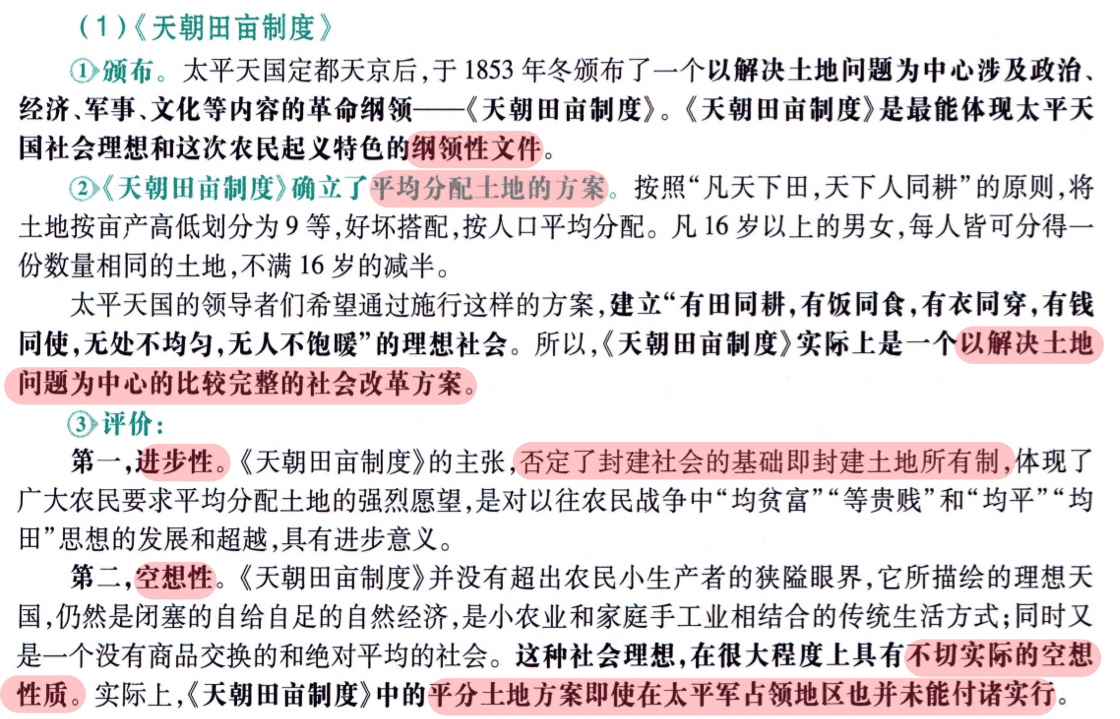 (1)《天朝田亩制度》
①颁布。太平天国定都天京后,于1853年冬颁布了一个以解决土地问题为中心涉及政治、
经济、军事、文化等内容的革命纲领——《天朝田亩制度》。《天朝田亩制度》是最能体现太平天
国社会理想和这次农民起义特色的纲领性文件。
②《天朝田亩制度》确立了平均分配土地的方案。按照“凡天下田,天下人同耕”的原则,将
土地按亩产高低划分为9等,好坏搭配,按人口平均分配。凡16岁以上的男女,每人皆可分得一
份数量相同的土地,不满16岁的减半。
太平天国的领导者们希望通过施行这样的方案,建立“有田同耕,有饭同食,有衣同穿,有钱
同使,无处不均匀,无人不饱暖”的理想社会。所以,《天朝田亩制度》实际上是一个以解决土地
问题为中心的比较完整的社会改革方案。
③评价:
第一,进步性。《天朝田亩制度》的主张,否定了封建社会的基础即封建土地所有制,体现了
广大农民要求平均分配土地的强烈愿望,是对以往农民战争中“均贫富”“等贵贱”和“均平”“均
田”思想的发展和超越,具有进步意义。
第二,空想性。《天朝田亩制度》并没有超出农民小生产者的狭隘眼界,它所描绘的理想天
国,仍然是闭塞的自给自足的自然经济,是小农业和家庭手工业相结合的传统生活方式;同时又
是一个没有商品交换的和绝对平均的社会。这种社会理想,在很大程度上具有不切实际的空想
性质。实际上,《天朝田亩制度》中的平分土地方案即使在太平军占领地区也并未能付诸实行。